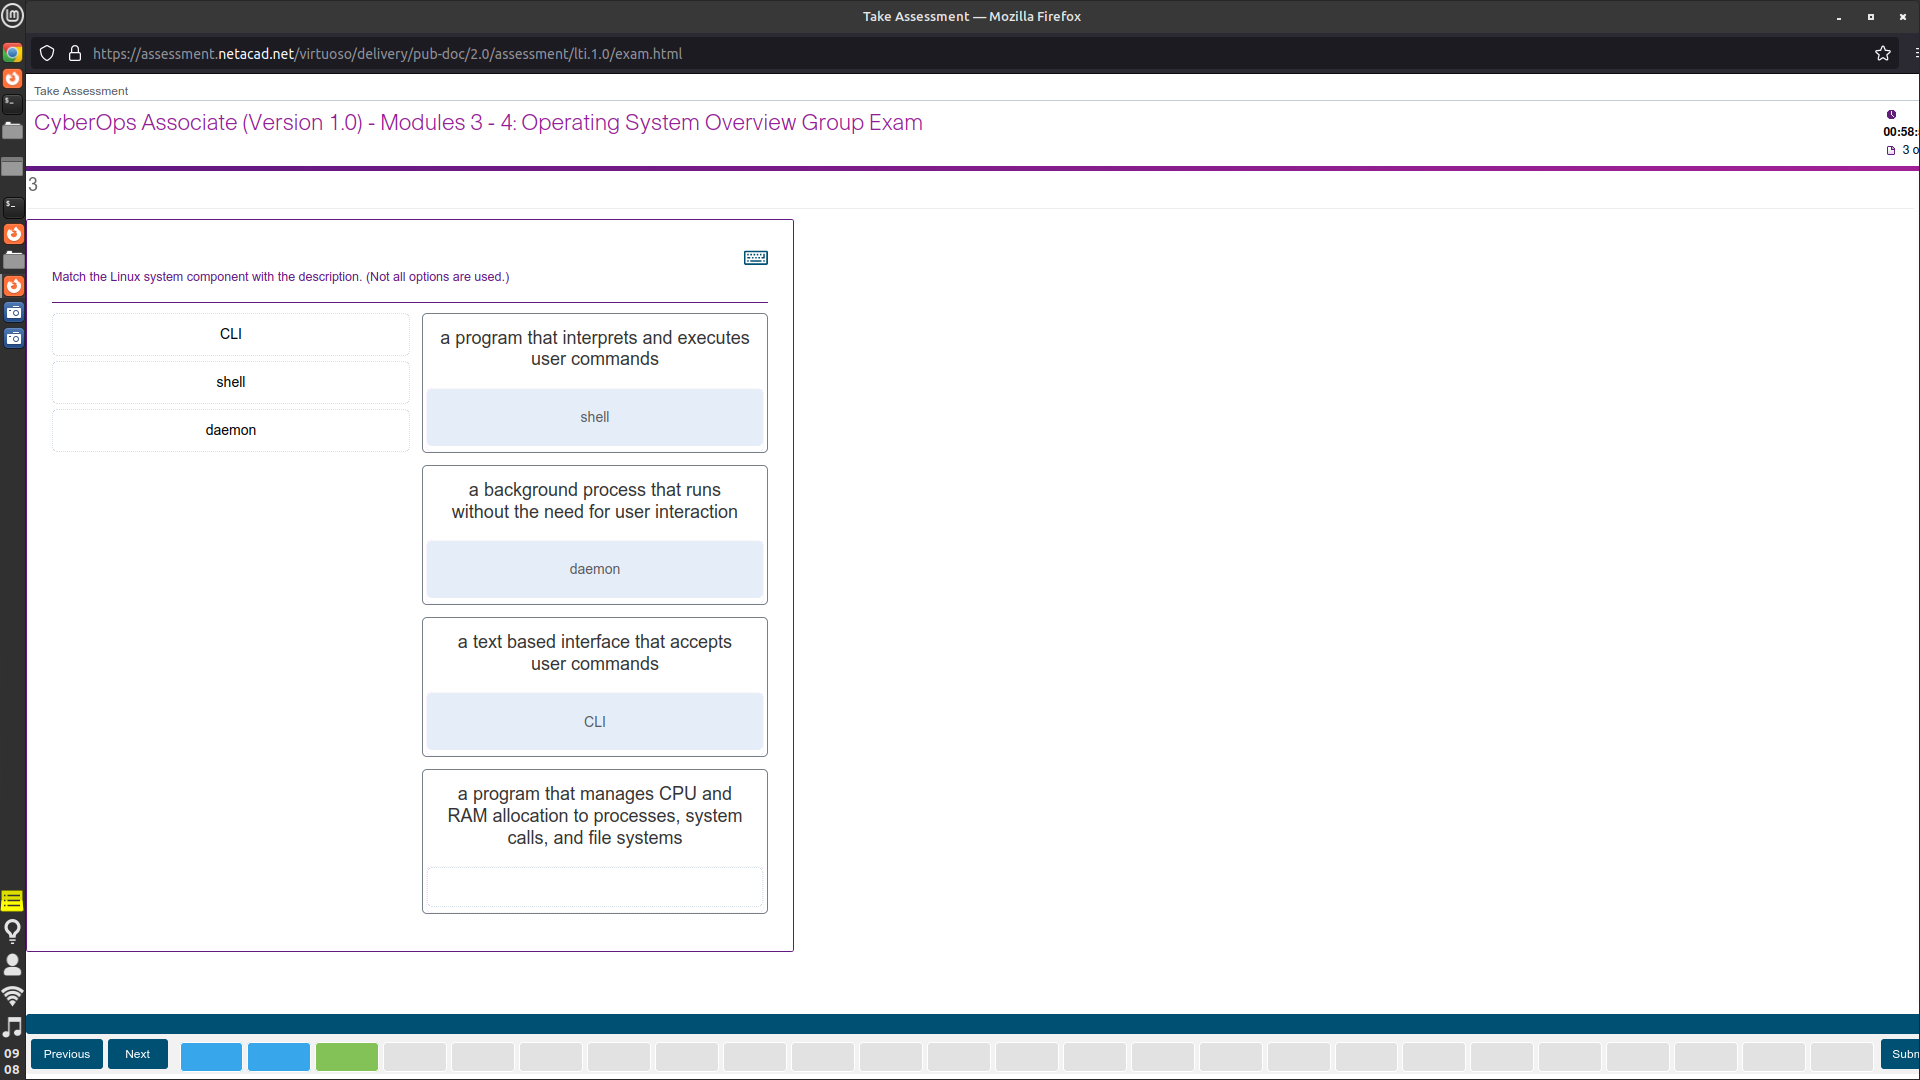 Take Assessment — Mozilla Firefox
https://assessment.netacad.net/virtuoso/delivery/pub-doc/2.0/assessment/lti.1.0/exam.html
Take Assessment
CyberOps Associate (Version 1.0) - Modules 3 - 4: Operating System Overview Group Exam
00:58:
3 o
3
Match the Linux system component with the description. (Not all options are used.)
CLI
shell
daemon
a program that interprets and executes
user commands
shell
a background process that runs
without the need for user interaction
daemon
a text based interface that accepts
user commands
CLI
a program that manages CPU and
RAM allocation to processes, system
calls, and file systems
Previous
Next
Subm
09
08